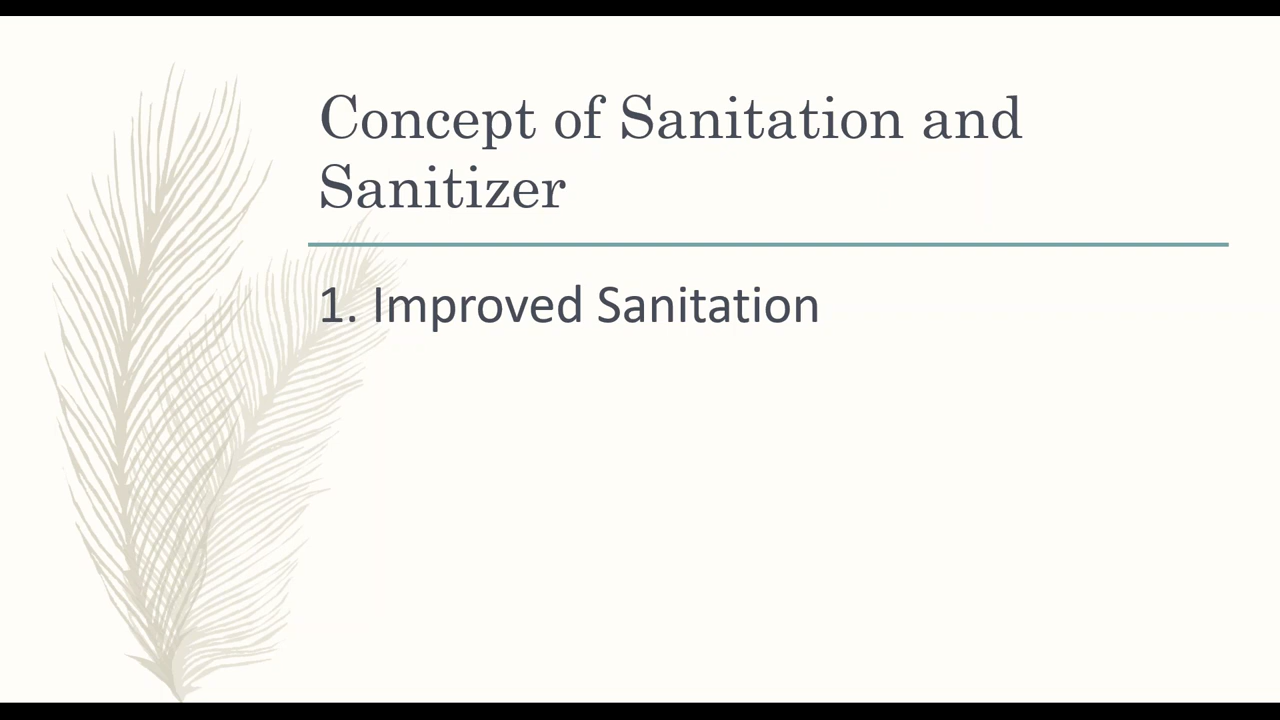 Concept of Sanitation and
Sanitizer
1. Improved Sanitation